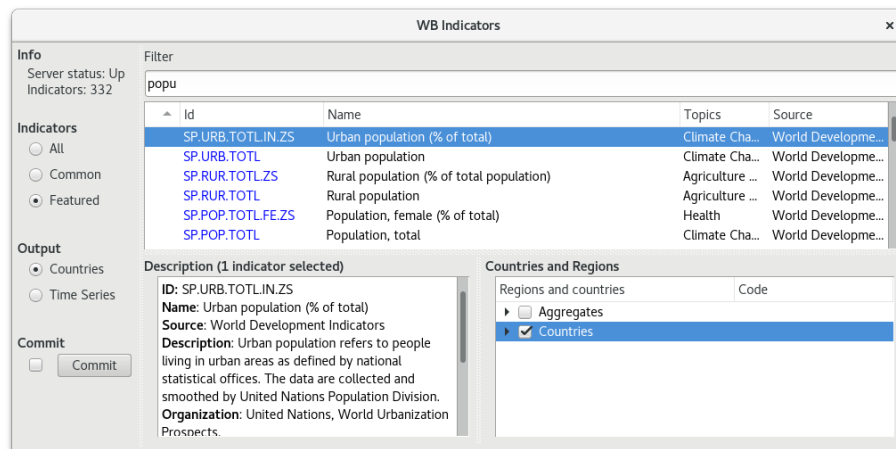 WB Indicators
Info
Server status: Up
Indicators: 332
Indicators
All
Common
Featured
Output
Countries
Time Series
Commit
Commit
Filter
popu
Id Name Topics Source
SP.URB.TOTL.IN.ZS Urban population (% of total) Climate Cha... World Developme...
SP.URB.TOTL Urban population Climate Cha... World Developme...
SP.RUR.TOTL.ZS Rural population (% of total population) Agriculture ... World Developme...
SP.RUR.TOTL Rural population Agriculture ... World Developme...
SP.POP.TOTL.FE.ZS Population, female (% of total) Health World Developme...
SP.POP.TOTL Population, total Climate Cha... World Developme...
Description (1 indicator selected)
ID: SP.URB.TOTL.IN.ZS
Name: Urban population (% of total)
Source: World Development Indicators
Description: Urban population refers to people
living in urban areas as defined by national
statistical offices. The data are collected and
smoothed by United Nations Population Division.
Organization: United Nations, World Urbanization
Prospects.
Countries and Regions
Regions and countries Code
Aggregates
Countries